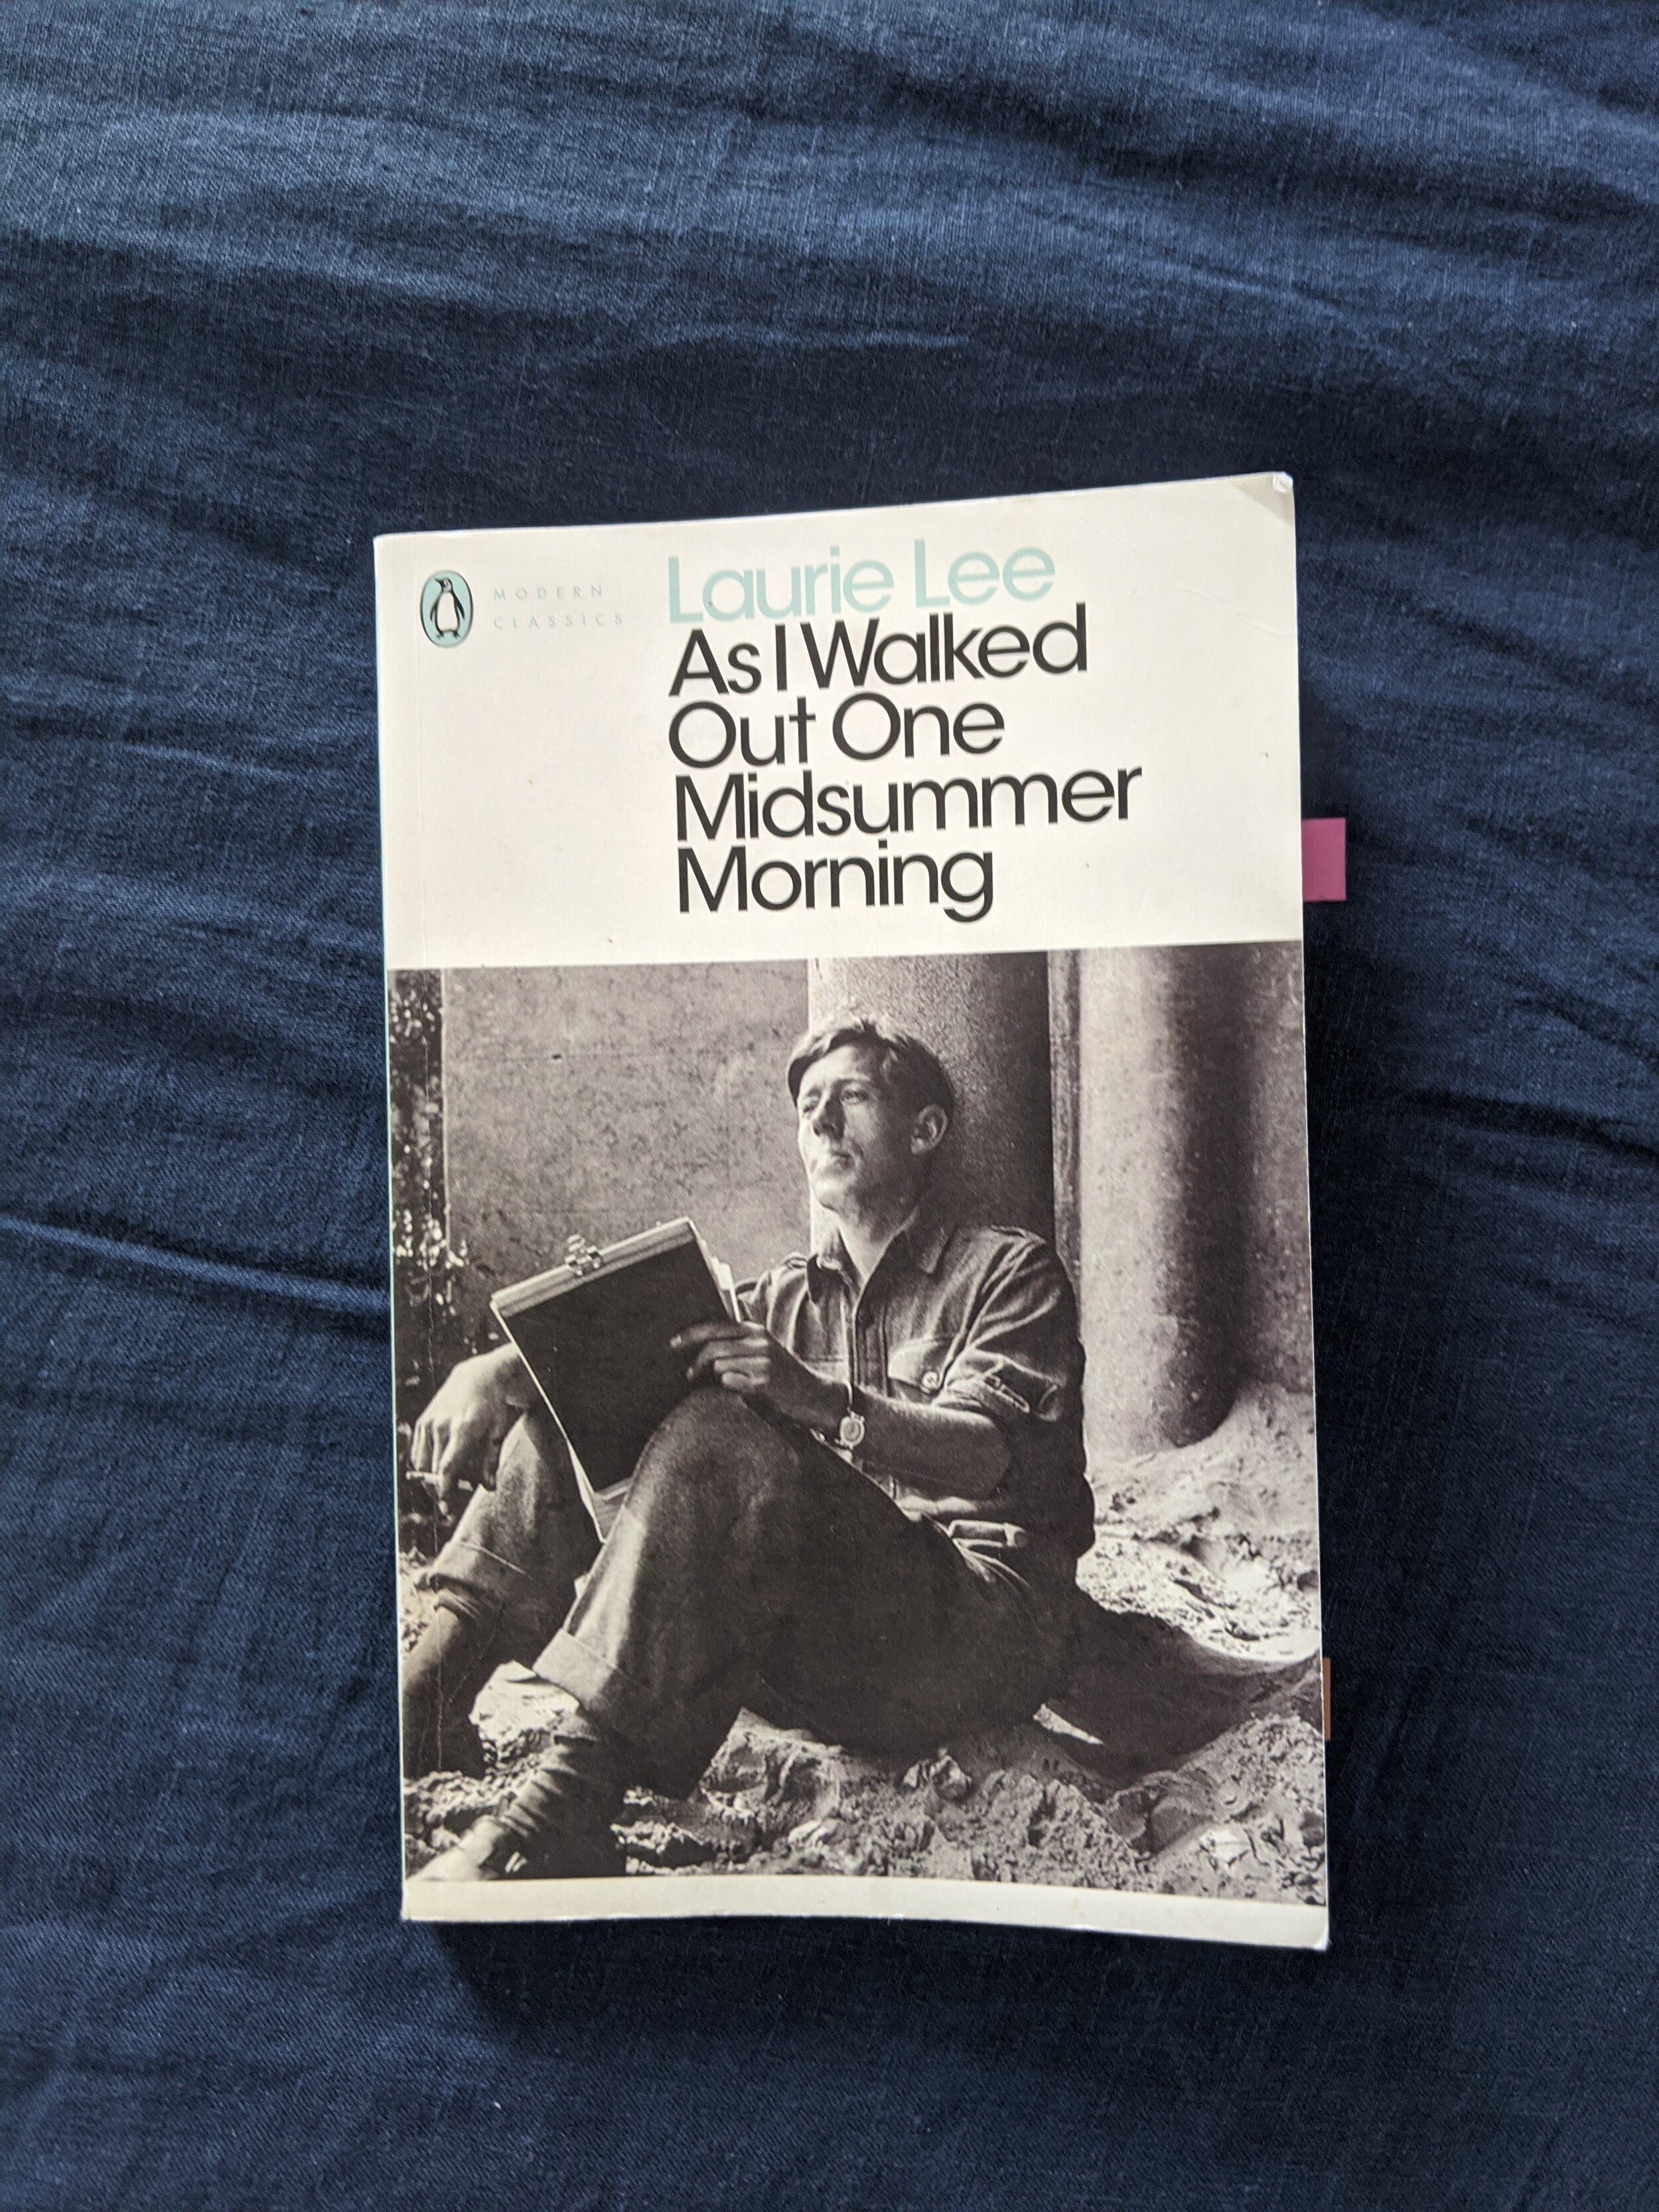 MODERN
CLASSICS
Laurie Lee
As I Walked
Out One
Midsummer
Morning